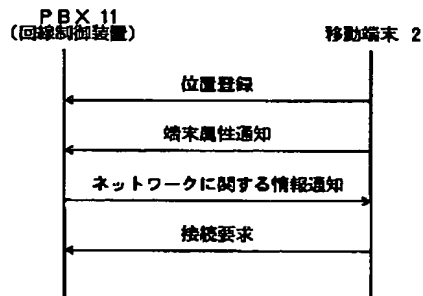 PBX 11
(回線制御装置)
移動端末 2
位置登録
端末属性通知
ネットワークに関する情報通知
接続要求